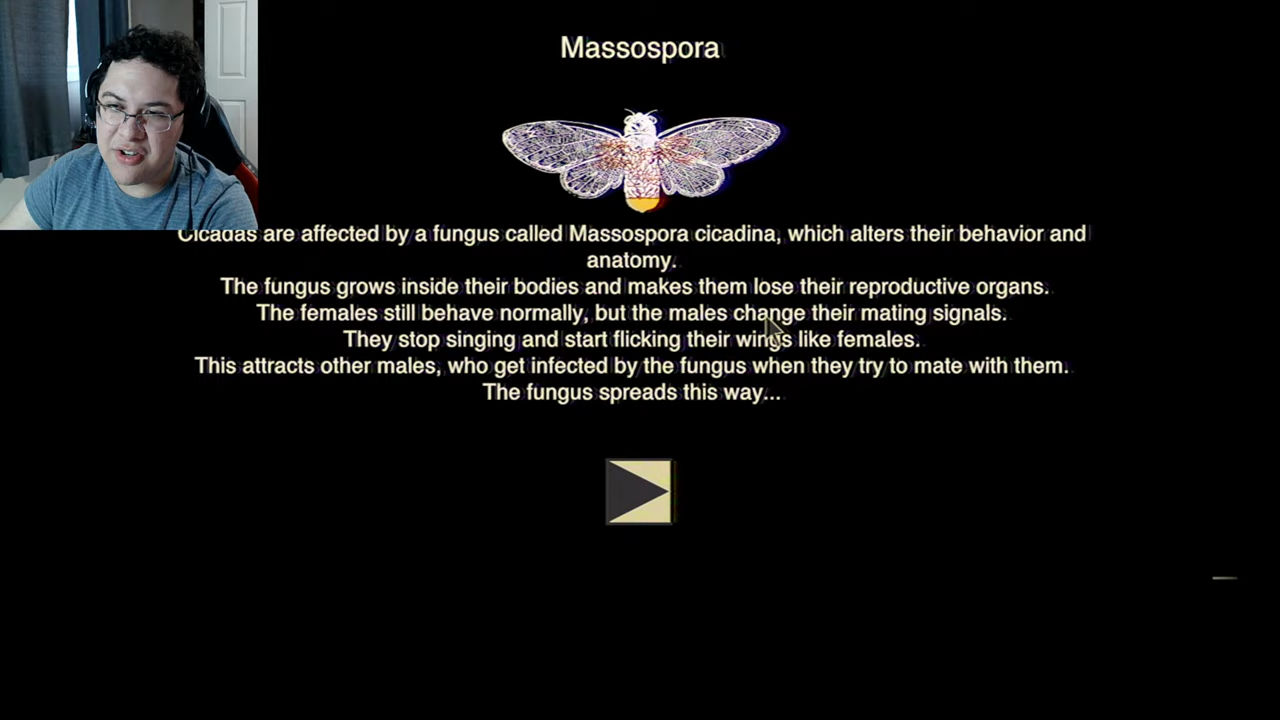 Massospora
Cicadas are affected by a fungus called Massospora cicadina, which alters their behavior and
anatomy.
The fungus grows inside their bodies and makes them lose their reproductive organs.
The females still behave normally, but the males change their mating signals.
They stop singing and start flicking their wings like females.
This attracts other males, who get infected by the fungus when they try to mate with them.
The fungus spreads this way...